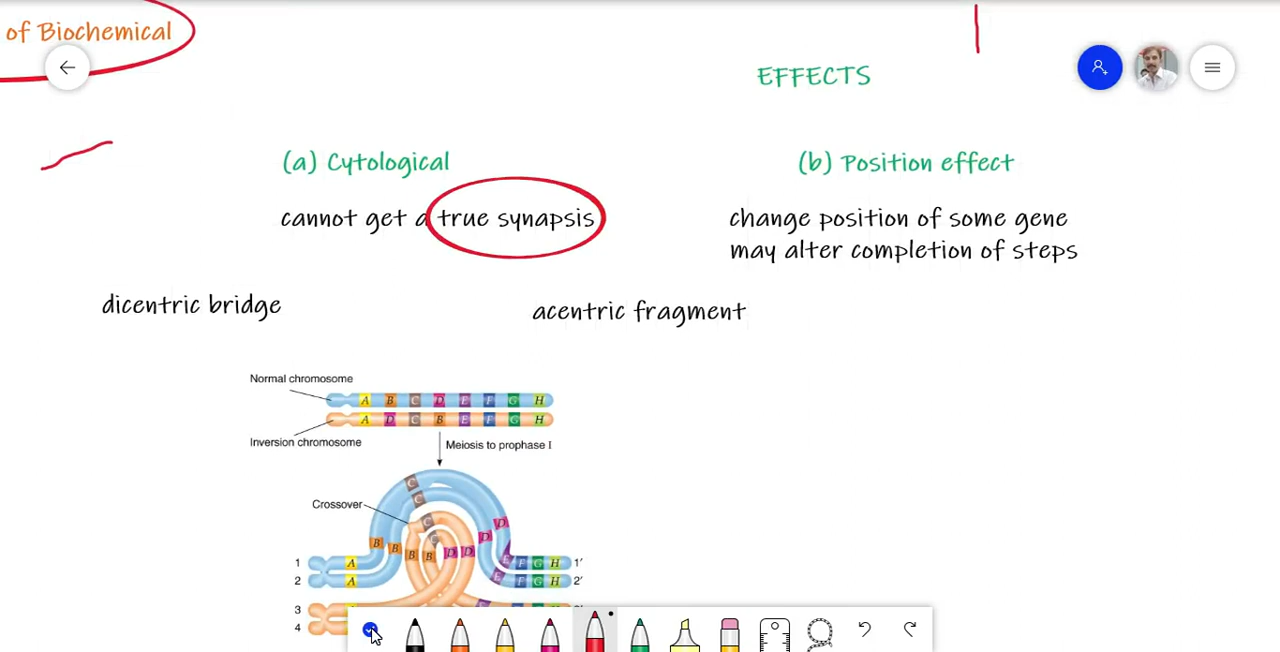 of Biochemical
EFFECTS
(a) Cytological
(b) Position effect
cannot get a true synapsis
change position of some gene
may alter completion of steps
dicentric bridge
acentric fragment
Normal chromosome
A B C D E F G H
A D C B E F G H
Inversion chromosome
Meiosis to prophase I
C
C
Crossover
C
C
D
D
B B B B D D
1 A E F G H 1'
2 A E F G H 2'
3
4